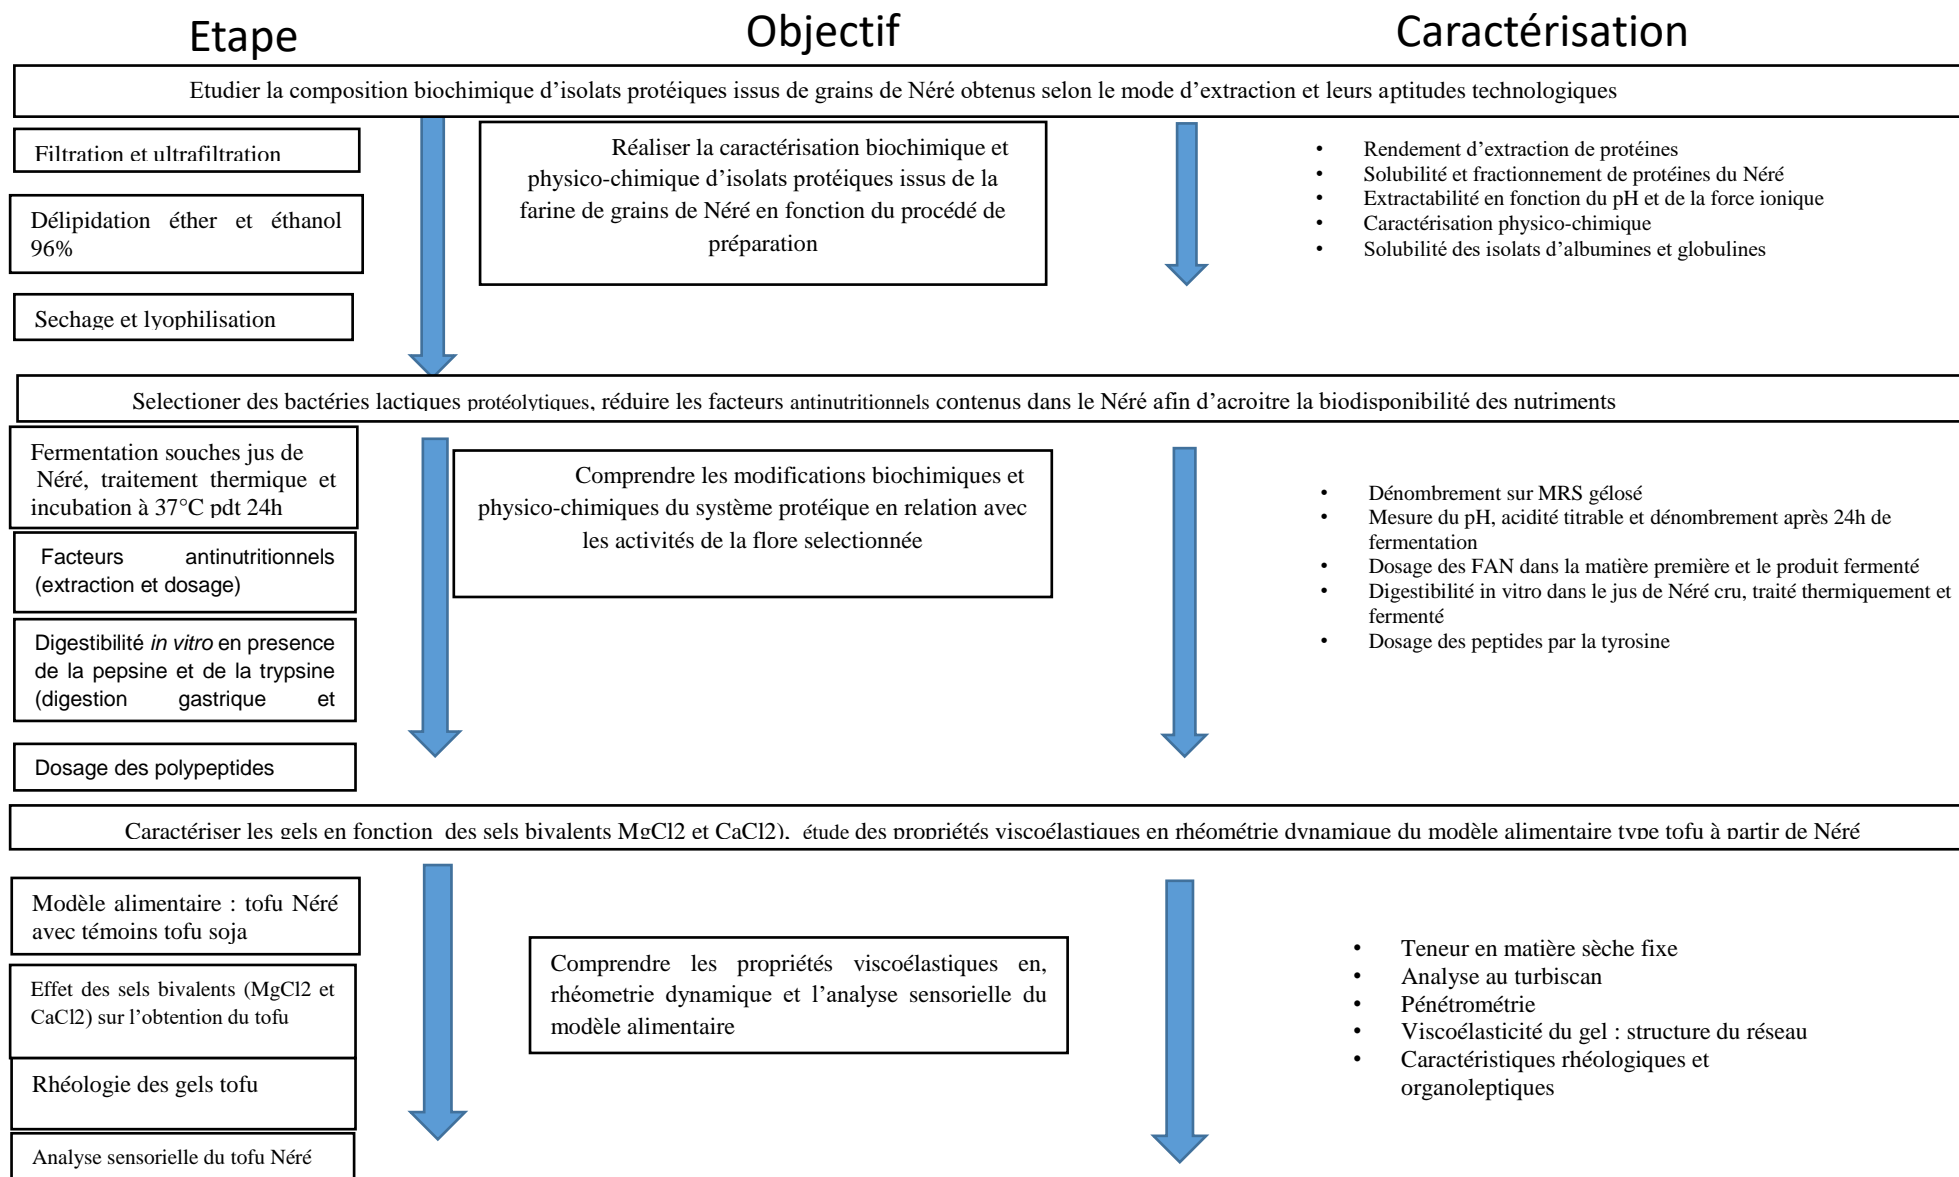 Etape
Objectif
Caractérisation
Etudier la composition biochimique d’isolats protéiques issus de grains de Néré obtenus selon le mode d’extraction et leurs aptitudes technologiques
Filtration et ultrafiltration
Délipidation éther et éthanol
96%
Sechage et lyophilisation
Réaliser la caractérisation biochimique et
physico-chimique d’isolats protéiques issus de la
farine de grains de Néré en fonction du procédé de
préparation
• Rendement d’extraction de protéines
• Solubilité et fractionnement de protéines du Néré
• Extractabilité en fonction du pH et de la force ionique
• Caractérisation physico-chimique
• Solubilité des isolats d’albumines et globulines
Selectioner des bactéries lactiques protéolytiques, réduire les facteurs antinutritionnels contenus dans le Néré afin d’acroitre la biodisponibilité des nutriments
Fermentation souches jus de
Néré, traitement thermique et
incubation à 37°C pdt 24h
Facteurs antinutritionnels
(extraction et dosage)
Digestibilité in vitro en presence
de la pepsine et de la trypsine
(digestion gastrique et
Dosage des polypeptides
Comprendre les modifications biochimiques et
physico-chimiques du système protéique en relation avec
les activités de la flore selectionnée
• Dénombrement sur MRS gélosé
• Mesure du pH, acidité titrable et dénombrement après 24h de
fermentation
• Dosage des FAN dans la matière première et le produit fermenté
• Digestibilité in vitro dans le jus de Néré cru, traité thermiquement et
fermenté
• Dosage des peptides par la tyrosine
Caractériser les gels en fonction des sels bivalents MgCl2 et CaCl2), étude des propriétés viscoélastiques en rhéométrie dynamique du modèle alimentaire type tofu à partir de Néré
Modèle alimentaire : tofu Néré
avec témoins tofu soja
Effet des sels bivalents (MgCl2 et
CaCl2) sur l’obtention du tofu
Rhéologie des gels tofu
Analyse sensorielle du tofu Néré
Comprendre les propriétés viscoélastiques en,
rhéometrie dynamique et l’analyse sensorielle du
modèle alimentaire
• Teneur en matière sèche fixe
• Analyse au turbiscan
• Pénétrométrie
• Viscoélasticité du gel : structure du réseau
• Caractéristiques rhéologiques et
organoleptiques